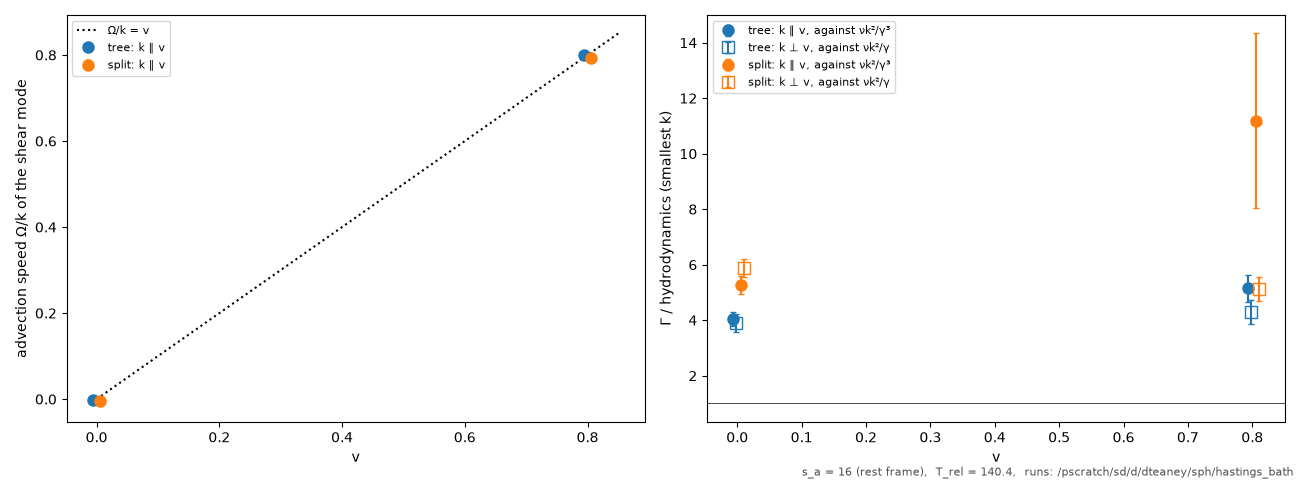 Ω/k = v
tree: k ∥ v
split: k ∥ v
advection speed Ω/k of the shear mode
0.8
0.6
0.4
0.2
0.0
0.0 0.2 0.4 0.6 0.8
v
tree: k ∥ v, against νk²/γ³
tree: k ⊥ v, against νk²/γ
split: k ∥ v, against νk²/γ³
split: k ⊥ v, against νk²/γ
Γ / hydrodynamics (smallest k)
14
12
10
8
6
4
2
0.0 0.1 0.2 0.3 0.4 0.5 0.6 0.7 0.8
v
s_a = 16 (rest frame), T_rel = 140.4, runs: /pscratch/sd/d/dteaney/sph/hastings_bath